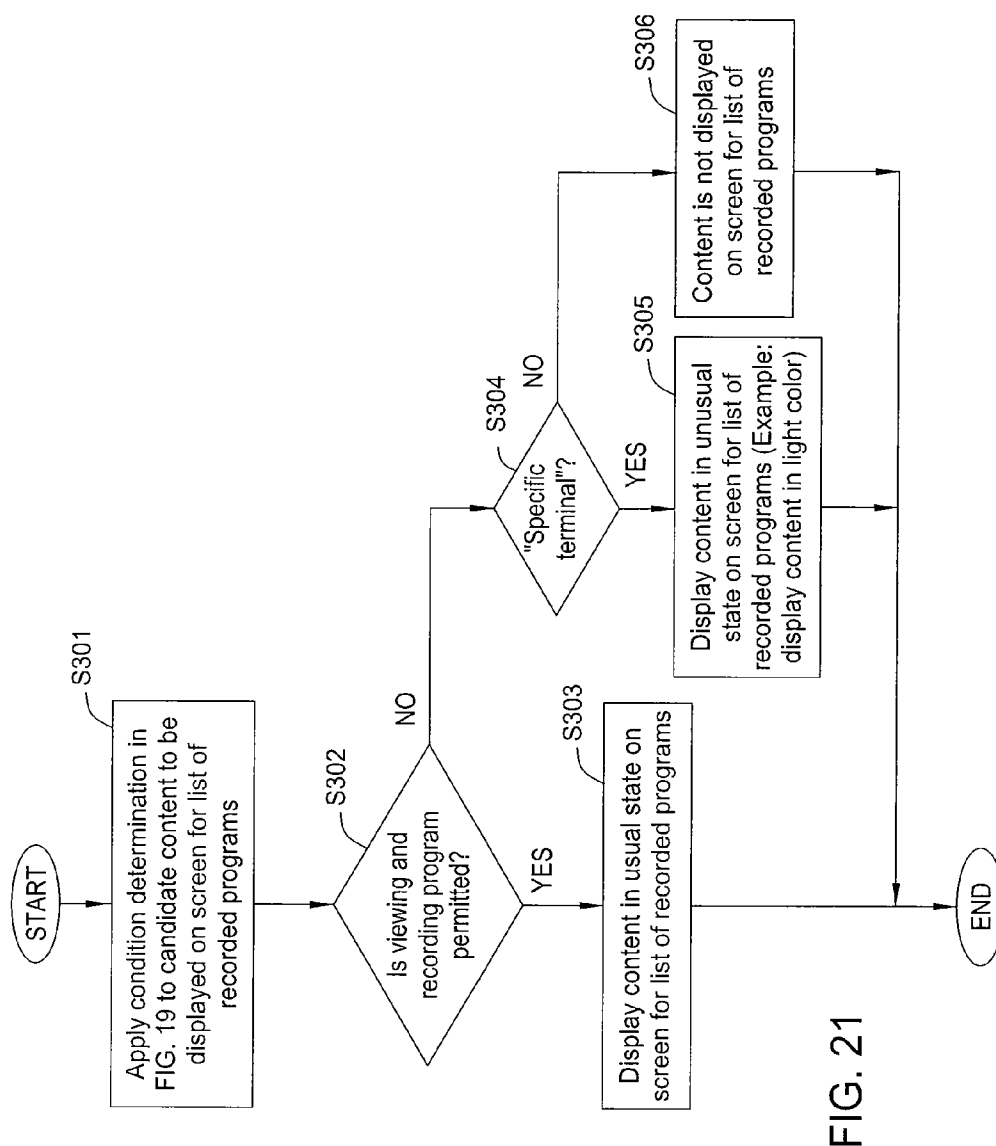 START
S301
Apply condition determination in
FIG. 19 to candidate content to be
displayed on screen for list of
recorded programs
S302
Is viewing and
recording program
permitted?
NO
YES
S303
Display content in usual state on
screen for list of recorded programs
S304
"Specific
terminal"?
NO
YES
S305
Display content in unusual
state on screen for list of
recorded programs (Example:
display content in light color)
S306
Content is not displayed
on screen for list of
recorded programs
END
FIG. 21